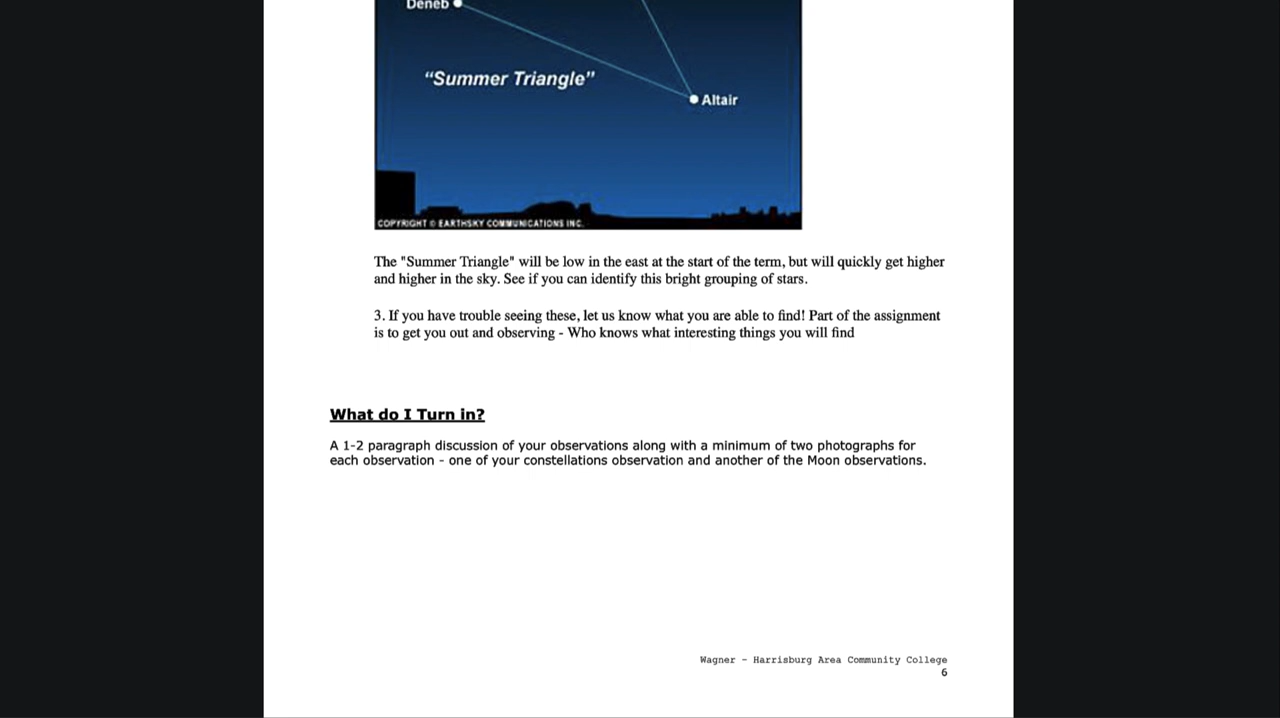 Deneb
"Summer Triangle"
Altair
COPYRIGHT © EARTHSKY COMMUNICATIONS INC.
The "Summer Triangle" will be low in the east at the start of the term, but will quickly get higher
and higher in the sky. See if you can identify this bright grouping of stars.
3. If you have trouble seeing these, let us know what you are able to find! Part of the assignment
is to get you out and observing - Who knows what interesting things you will find
What do I Turn in?
A 1-2 paragraph discussion of your observations along with a minimum of two photographs for
each observation - one of your constellations observation and another of the Moon observations.
Wagner - Harrisburg Area Community College
6